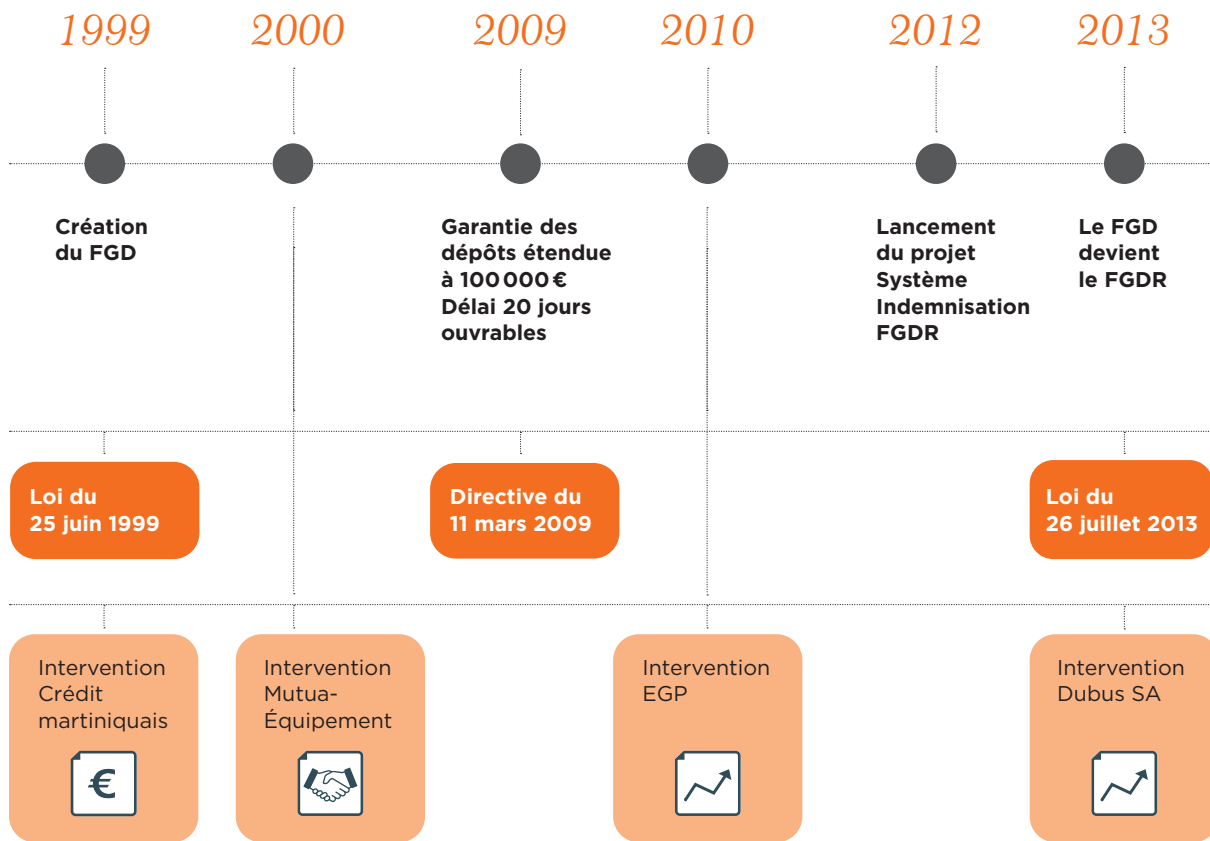 1999
2000
2009
2010
2012
2013
Création
du FGD
Garantie des
dépôts étendue
à 100 000 €
Délai 20 jours
ouvrables
Lancement
du projet
Système
Indemnisation
FGDR
Le FGD
devient
le FGDR
Loi du
25 juin 1999
Directive du
11 mars 2009
Loi du
26 juillet 2013
Intervention
Crédit
martiniquais
€
Intervention
Mutua-
Équipement
Intervention
EGP
Intervention
Dubus SA